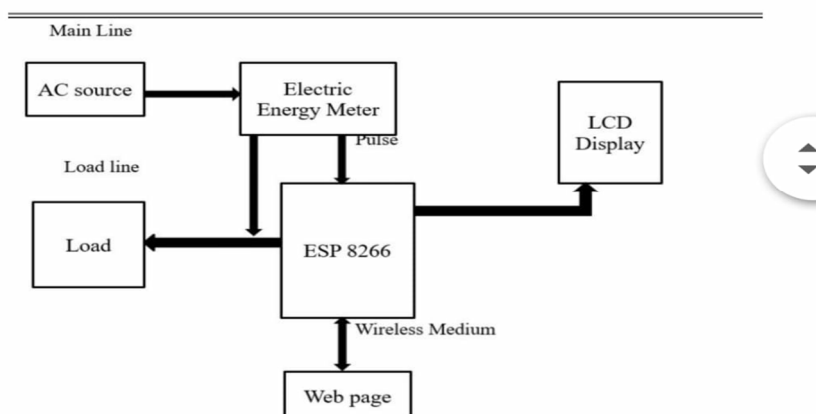 Main Line
AC source
Electric
Energy Meter
LCD
Display
Pulse
Load line
Load
ESP 8266
Wireless Medium
Web page